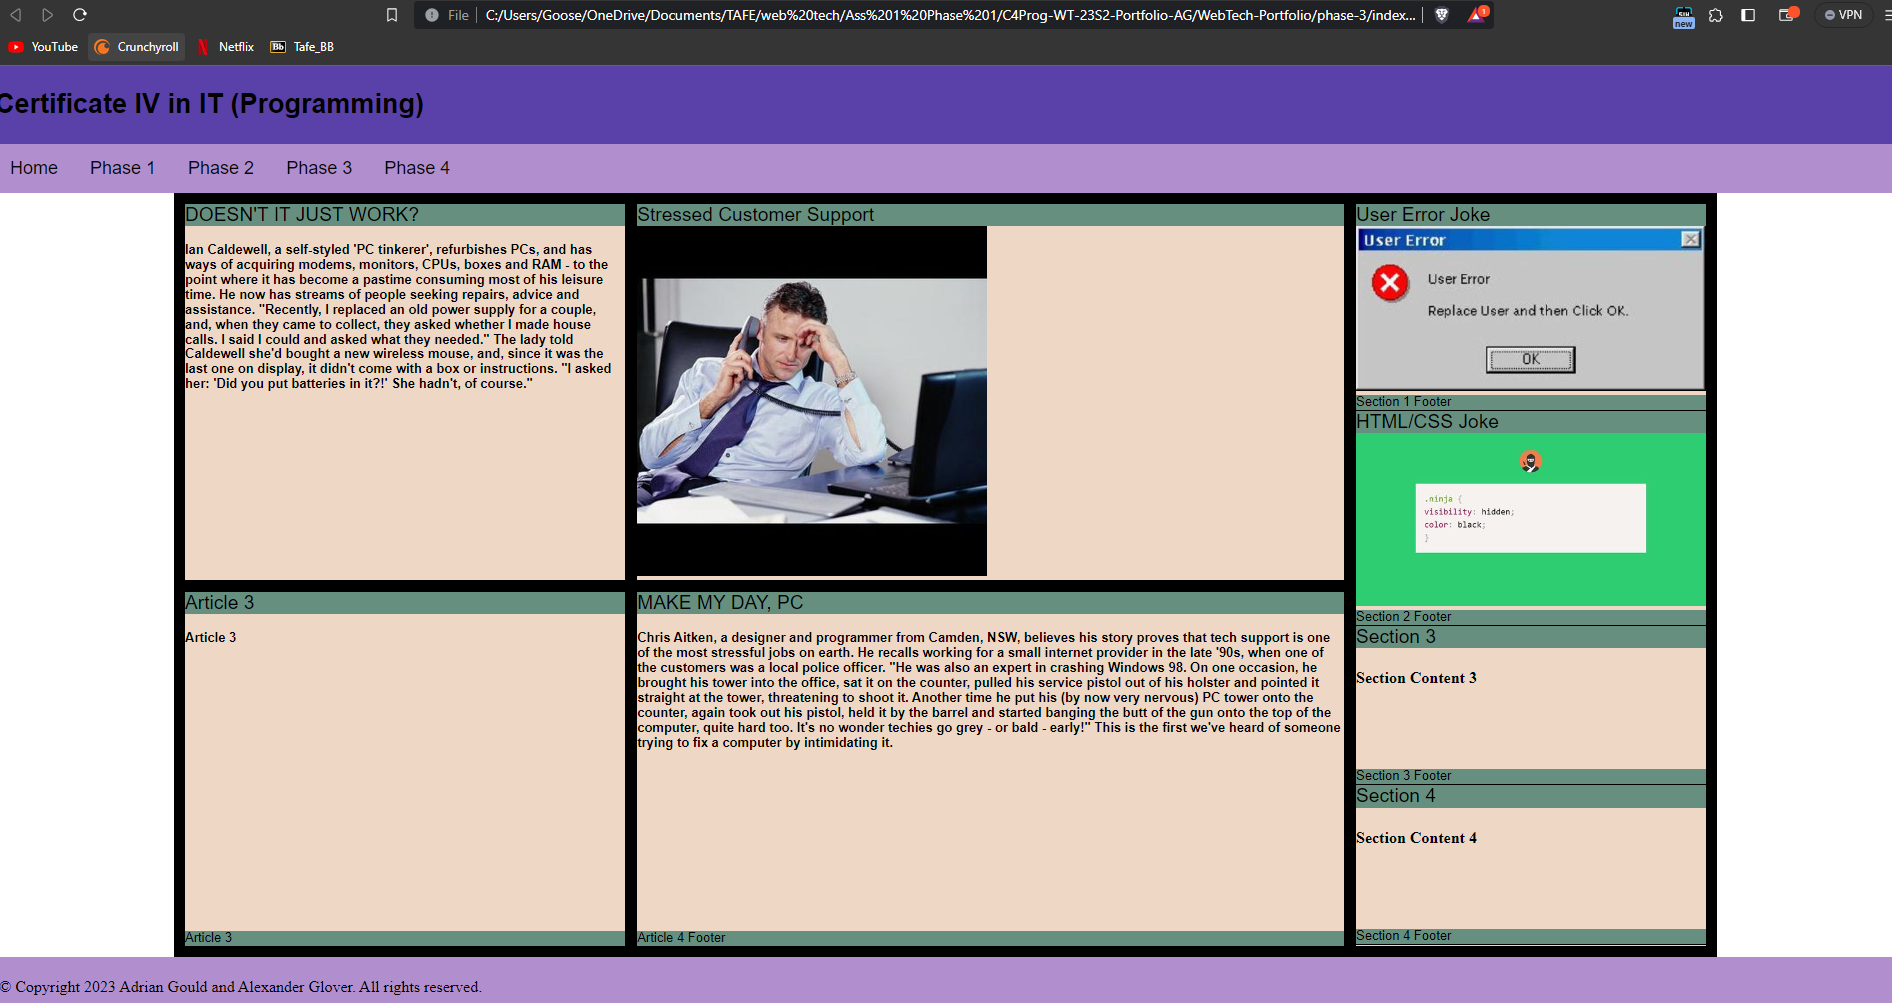 File
C:/Users/Goose/OneDrive/Documents/TAFE/web%20tech/Ass%201%20Phase%201/C4Prog-WT-23S2-Portfolio-AG/WebTech-Portfolio/phase-3/index...
1
new
VPN
YouTube
Crunchyroll
Netflix
Bb
Tafe_BB
Certificate IV in IT (Programming)
Home
Phase 1
Phase 2
Phase 3
Phase 4
DOESN'T IT JUST WORK?
Ian Caldewell, a self-styled 'PC tinkerer', refurbishes PCs, and has
ways of acquiring modems, monitors, CPUs, boxes and RAM - to the
point where it has become a pastime consuming most of his leisure
time. He now has streams of people seeking repairs, advice and
assistance. "Recently, I replaced an old power supply for a couple,
and, when they came to collect, they asked whether I made house
calls. I said I could and asked what they needed." The lady told
Caldewell she'd bought a new wireless mouse, and, since it was the
last one on display, it didn't come with a box or instructions. "I asked
her: 'Did you put batteries in it?!' She hadn't, of course."
Stressed Customer Support
User Error Joke
User Error
User Error
Replace User and then Click OK.
OK
Section 1 Footer
HTML/CSS Joke
.ninja {
visibility: hidden;
color: black;
}
Section 2 Footer
Article 3
Article 3
Article 3
MAKE MY DAY, PC
Chris Aitken, a designer and programmer from Camden, NSW, believes his story proves that tech support is one
of the most stressful jobs on earth. He recalls working for a small internet provider in the late '90s, when one of
the customers was a local police officer. "He was also an expert in crashing Windows 98. On one occasion, he
brought his tower into the office, sat it on the counter, pulled his service pistol out of his holster and pointed it
straight at the tower, threatening to shoot it. Another time he put his (by now very nervous) PC tower onto the
counter, again took out his pistol, held it by the barrel and started banging the butt of the gun onto the top of the
computer, quite hard too. It's no wonder techies go grey - or bald - early!" This is the first we've heard of someone
trying to fix a computer by intimidating it.
Article 4 Footer
Section 3
Section Content 3
Section 3 Footer
Section 4
Section Content 4
Section 4 Footer
© Copyright 2023 Adrian Gould and Alexander Glover. All rights reserved.